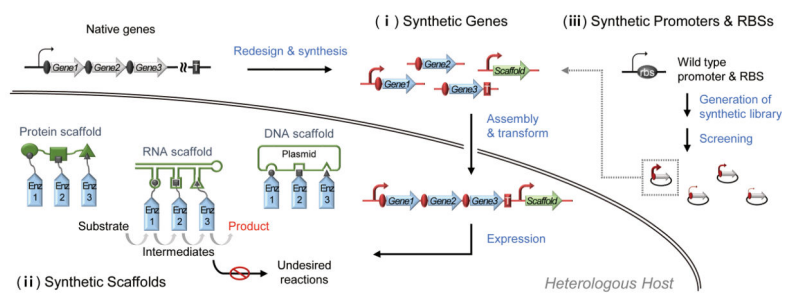 Native genes
Gene1 Gene2 Gene3 T
Redesign & synthesis
(i) Synthetic Genes
Gene2
Gene1
Gene3 T
Scaffold
(iii) Synthetic Promoters & RBSs
rbs
Wild type
promoter & RBS
Generation of
synthetic library
Screening
Assembly
& transform
Protein scaffold
Enz
1
Enz
2
Enz
3
RNA scaffold
Enz
1
Enz
2
Enz
3
DNA scaffold
Plasmid
Enz
1
Enz
2
Enz
3
Substrate
Product
Intermediates
Gene1 Gene2 Gene3 T Scaffold
Expression
Undesired
reactions
(ii) Synthetic Scaffolds
Heterologous Host